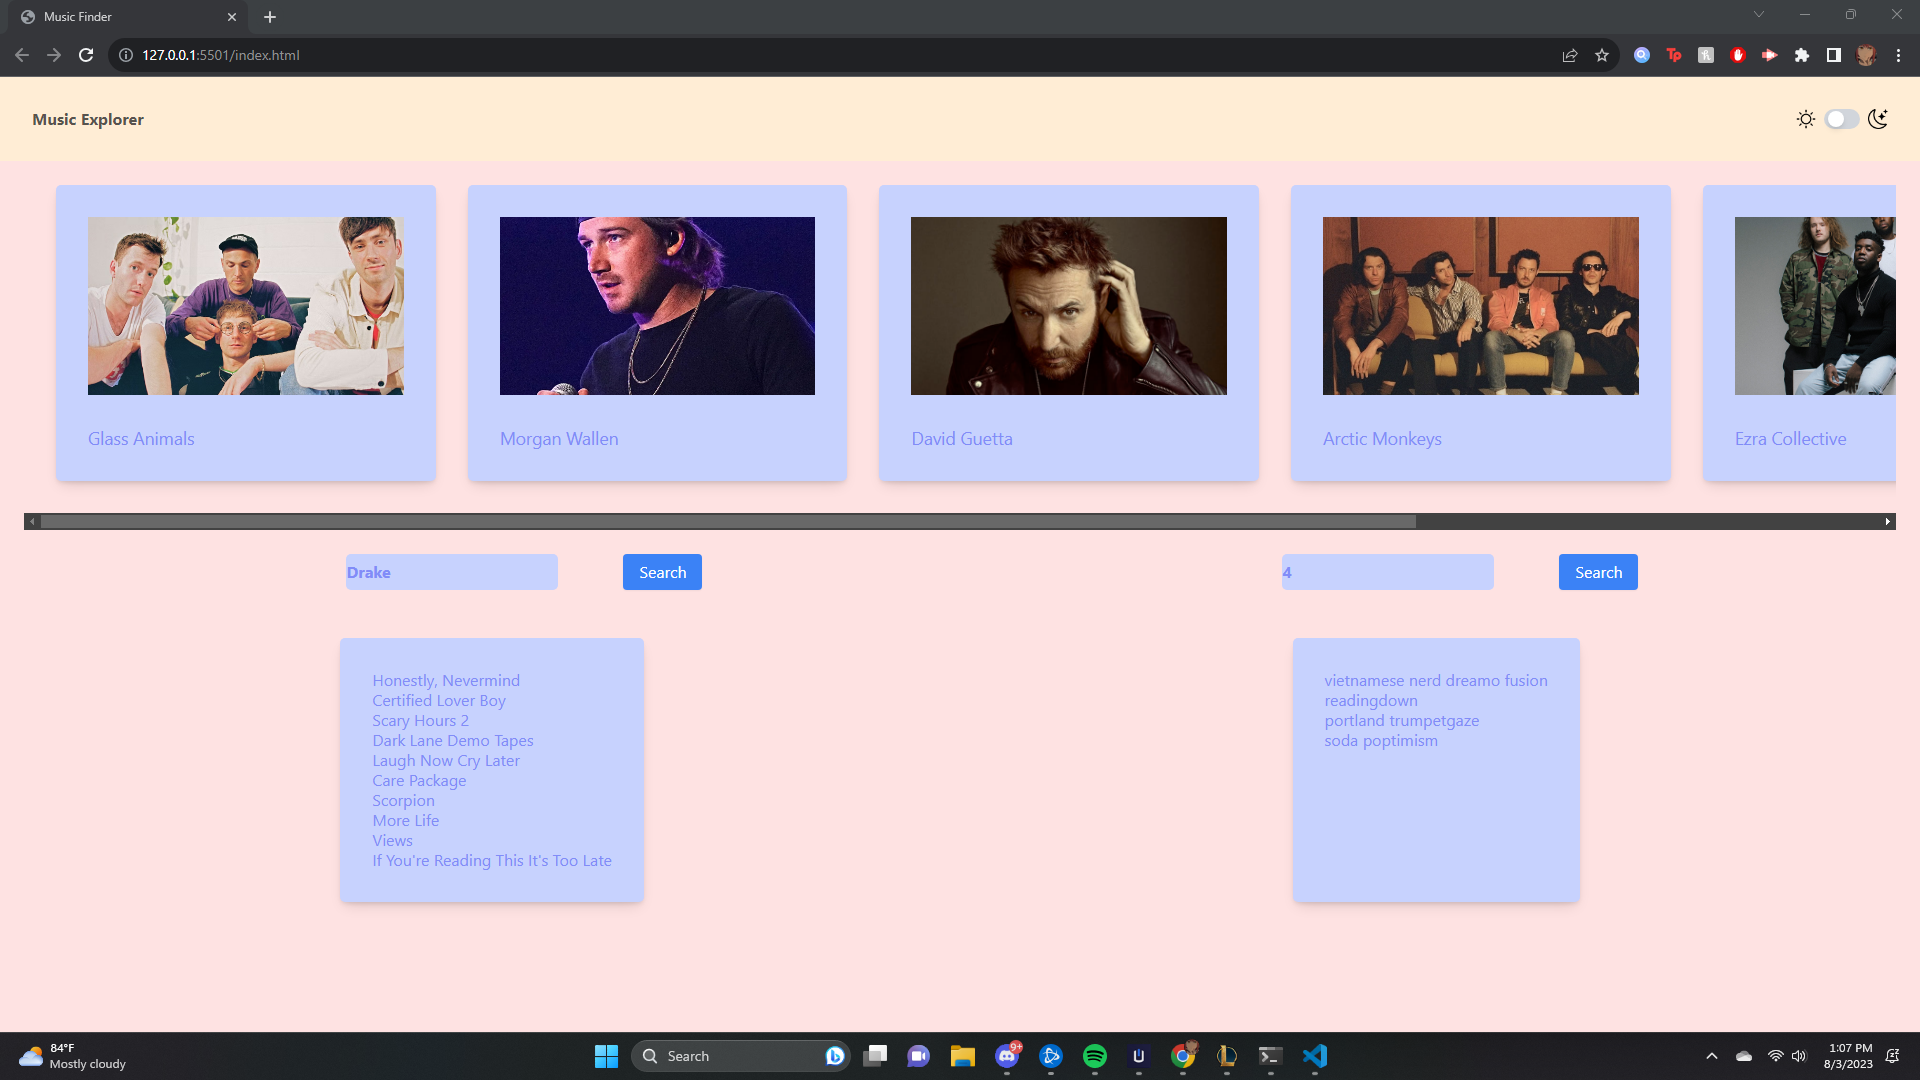 Music Finder
127.0.0.1:5501/index.html
Tp
Music Explorer
Glass Animals
Morgan Wallen
David Guetta
Arctic Monkeys
Ezra Collective
Drake
Search
4
Search
Honestly, Nevermind
Certified Lover Boy
Scary Hours 2
Dark Lane Demo Tapes
Laugh Now Cry Later
Care Package
Scorpion
More Life
Views
If You're Reading This It's Too Late
vietnamese nerd dreamo fusion
readingdown
portland trumpetgaze
soda poptimism
84°F
Mostly cloudy
Search
9+
U
1:07 PM
8/3/2023